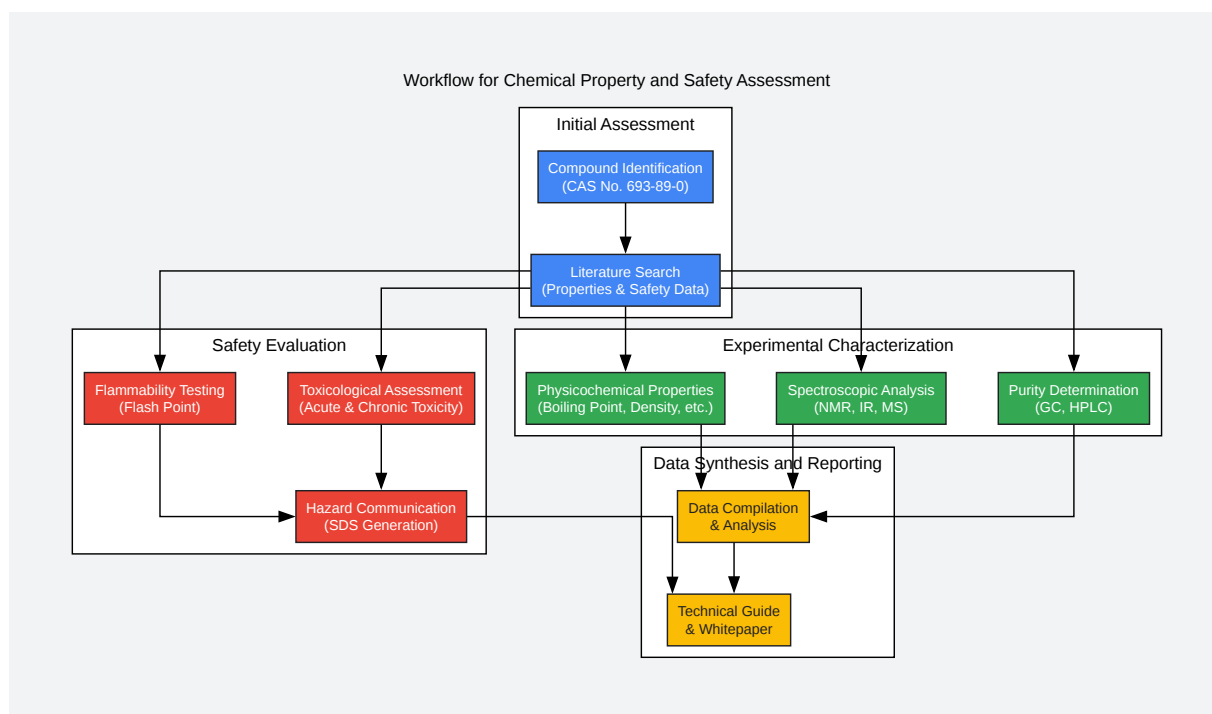 Workflow for Chemical Property and Safety Assessment
Initial Assessment
Compound Identification
(CAS No. 693-89-0)
Literature Search
(Properties & Safety Data)
Safety Evaluation
Flammability Testing
(Flash Point)
Toxicological Assessment
(Acute & Chronic Toxicity)
Hazard Communication
(SDS Generation)
Experimental Characterization
Physicochemical Properties
(Boiling Point, Density, etc.)
Spectroscopic Analysis
(NMR, IR, MS)
Purity Determination
(GC, HPLC)
Data Synthesis and Reporting
Data Compilation
& Analysis
Technical Guide
& Whitepaper